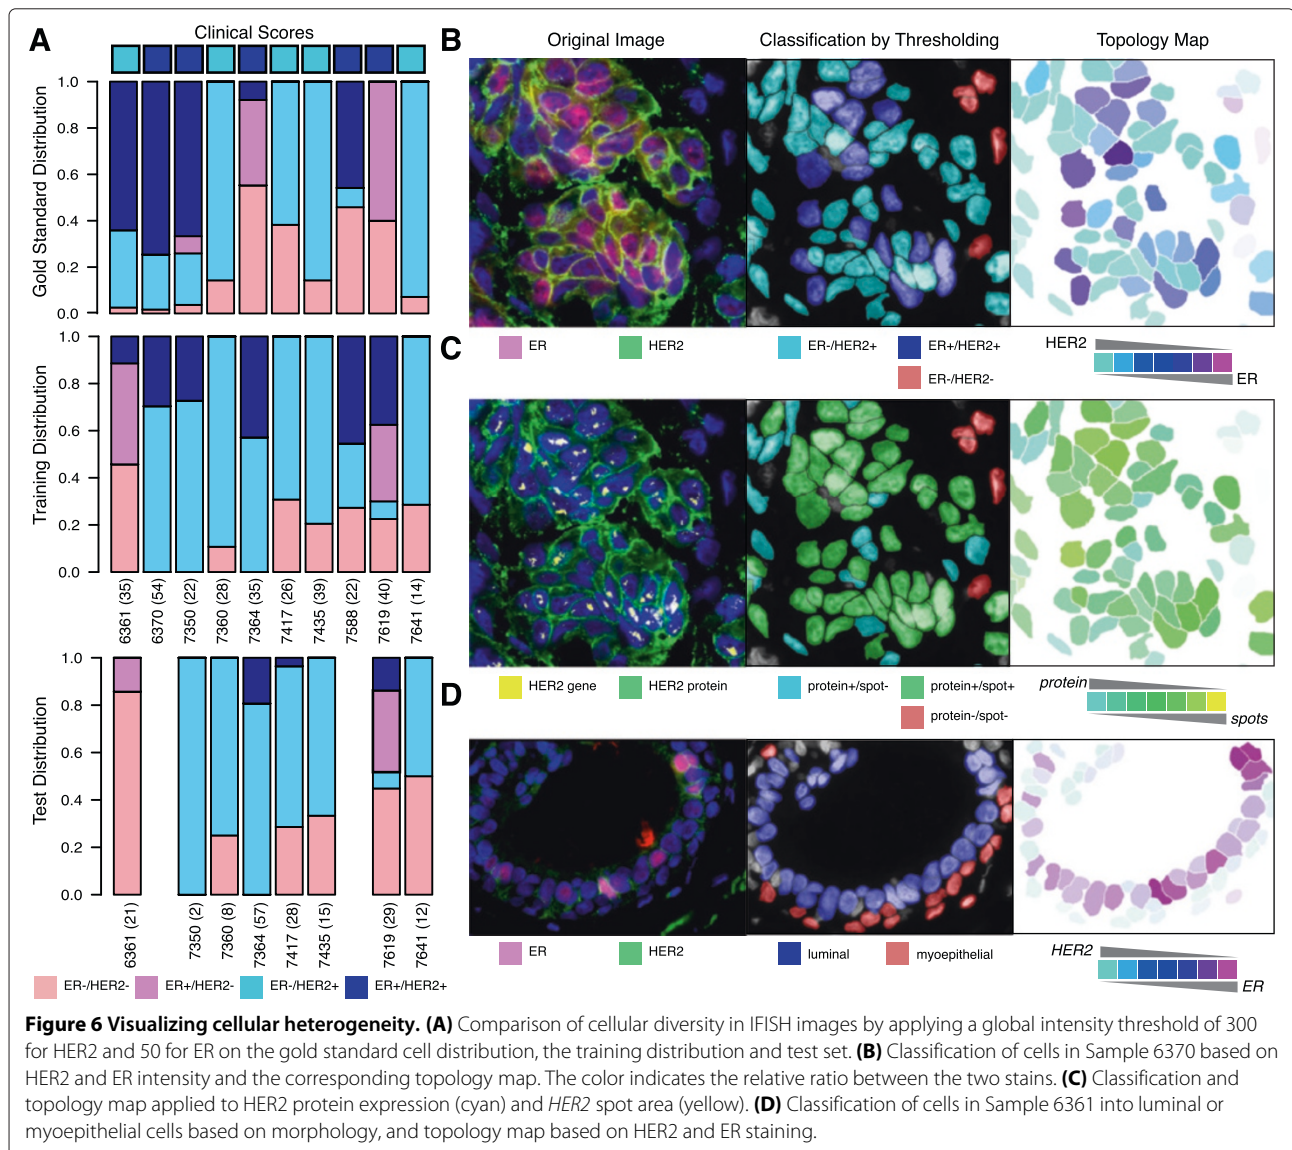 A
Clinical Scores
Gold Standard Distribution
1.0
0.8
0.6
0.4
0.2
0.0
Training Distribution
1.0
0.8
0.6
0.4
0.2
0.0
6361 (35)
6370 (54)
7350 (22)
7360 (28)
7364 (35)
7417 (26)
7435 (39)
7588 (22)
7619 (40)
7641 (14)
Test Distribution
1.0
0.8
0.6
0.4
0.2
0.0
6361 (21)
7350 (2)
7360 (8)
7364 (57)
7417 (28)
7435 (15)
7619 (29)
7641 (12)
ER-/HER2- ER+/HER2- ER-/HER2+ ER+/HER2+
B
Original Image Classification by Thresholding Topology Map
ER HER2 ER-/HER2+ ER+/HER2+
ER-/HER2-
HER2
ER
C
HER2 gene HER2 protein protein+/spot- protein+/spot+
protein-/spot-
protein
spots
D
ER HER2 luminal myoepithelial
HER2
ER
Figure 6 Visualizing cellular heterogeneity. (A) Comparison of cellular diversity in IFISH images by applying a global intensity threshold of 300
for HER2 and 50 for ER on the gold standard cell distribution, the training distribution and test set. (B) Classification of cells in Sample 6370 based on
HER2 and ER intensity and the corresponding topology map. The color indicates the relative ratio between the two stains. (C) Classification and
topology map applied to HER2 protein expression (cyan) and HER2 spot area (yellow). (D) Classification of cells in Sample 6361 into luminal or
myoepithelial cells based on morphology, and topology map based on HER2 and ER staining.